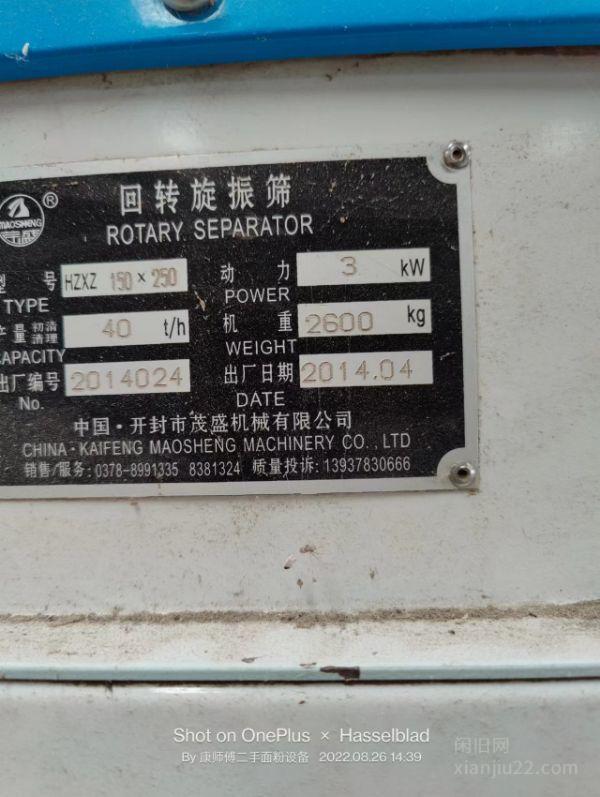 MAOSHENG ®
回转旋振筛
ROTARY SEPARATOR
型号 HZXZ 150×250 动力 3 kW
TYPE POWER
产量 初清 清理 40 t/h 机重 2600 kg
CAPACITY WEIGHT
出厂编号 2014024 出厂日期 2014.04
No. DATE
中国·开封市茂盛机械有限公司
CHINA·KAIFENG MAOSHENG MACHINERY CO.,LTD
销售/服务:0378-8991335 8381324 质量投诉:13937830666
Shot on OnePlus × Hasselblad
By 康师傅二手面粉设备 2022.08.26 14:39
闲旧网
xianjiu22.com